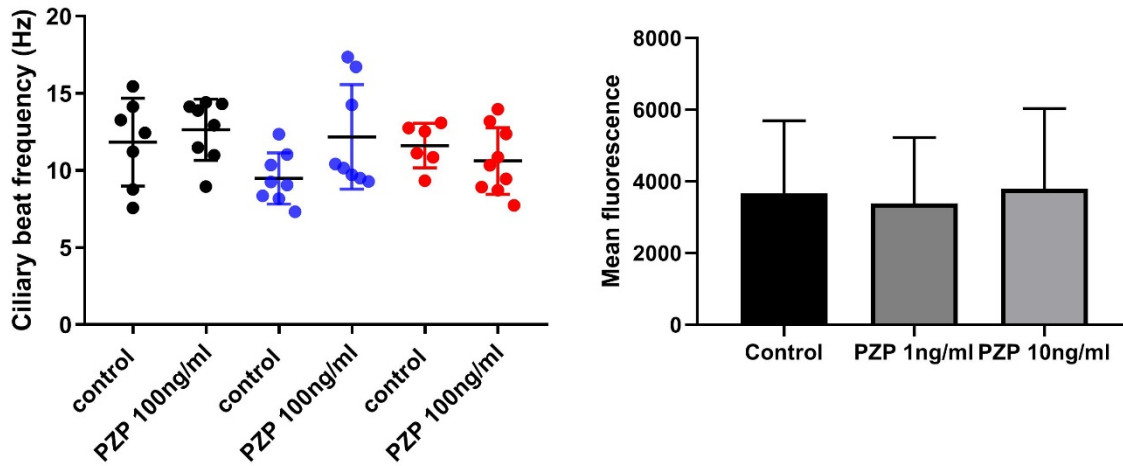 Ciliary beat frequency (Hz)
20
15
10
5
0
control
PZP 100ng/ml
control
PZP 100ng/ml
control
PZP 100ng/ml
Mean fluorescence
8000
6000
4000
2000
0
Control
PZP 1ng/ml
PZP 10ng/ml